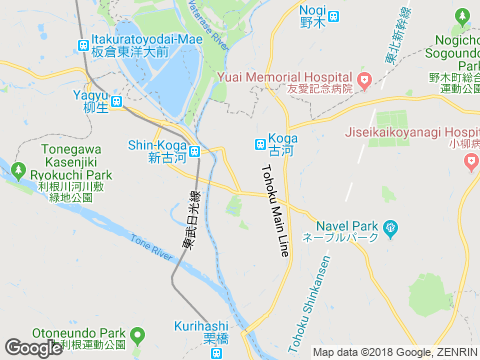 Nogi
野木
Itakuratoyodai-Mae
板倉東洋大前
Watarase River
東北新幹線
Nogicho
Sogoundo
Park
野木町総合
運動公園
Yuai Memorial Hospital
友愛記念病院
Yagyu
柳生
Shin-Koga
新古河
Koga
古河
Jiseikaikoyanagi Hospital
小柳病
Tonegawa
Kasenjiki
Ryokuchi Park
利根川河川敷
緑地公園
東武日光線
Tohoku Main Line
Navel Park
ネーブルパーク
Tone River
Tohoku Shinkansen
Kurihashi
栗橋
Otoneundo Park
利根運動公園
Google
Map data ©2018 Google, ZENRIN